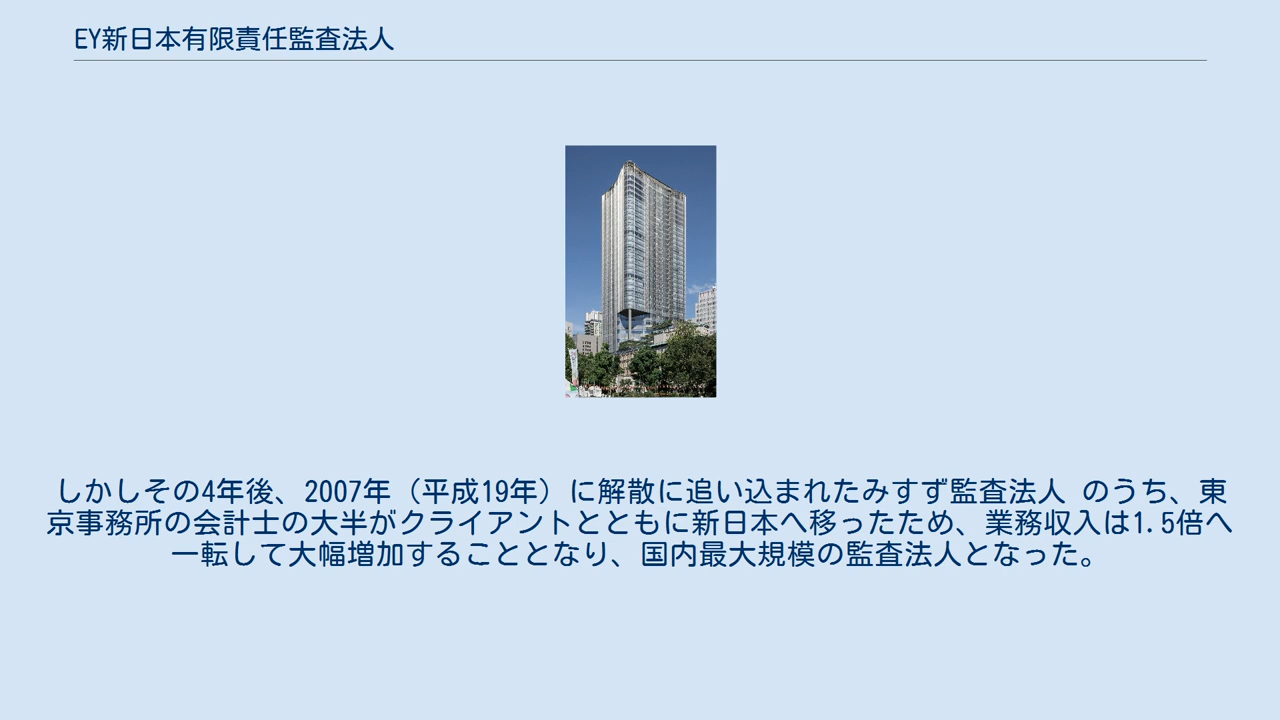 EY新日本有限責任監査法人
しかしその4年後、2007年（平成19年）に解散に追い込まれたみすず監査法人 のうち、東
京事務所の会計士の大半がクライアントとともに新日本へ移ったため、業務収入は1.5倍へ
一転して大幅増加することとなり、国内最大規模の監査法人となった。